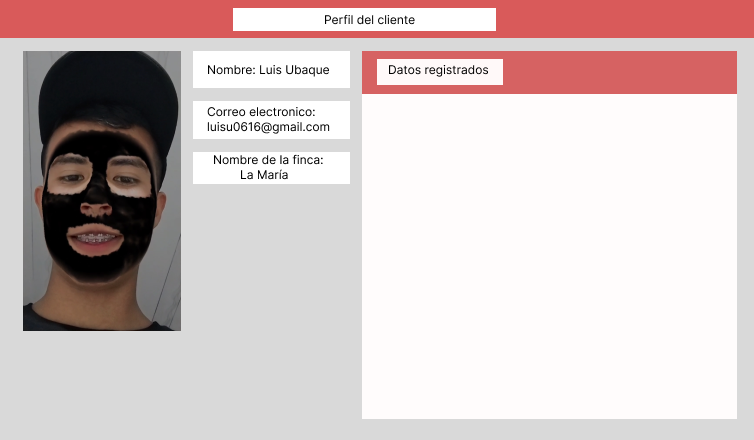 Perfil del cliente
Nombre: Luis Ubaque
Correo electronico:
luisu0616@gmail.com
Nombre de la finca:
La María
Datos registrados